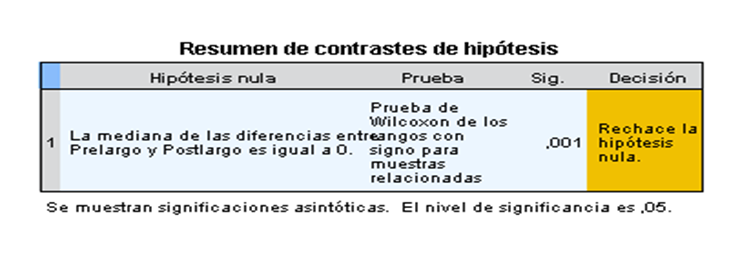 Resumen de contrastes de hipótesis
Hipótesis nula Prueba Sig. Decisión
1 La mediana de las diferencias entre Prelargo y Postlargo es igual a 0.
Prueba de
Wilcoxon de los
rangos con
signo para
muestras
relacionadas
,001
Rechace la
hipótesis
nula.
Se muestran significaciones asintóticas. El nivel de significancia es ,05.